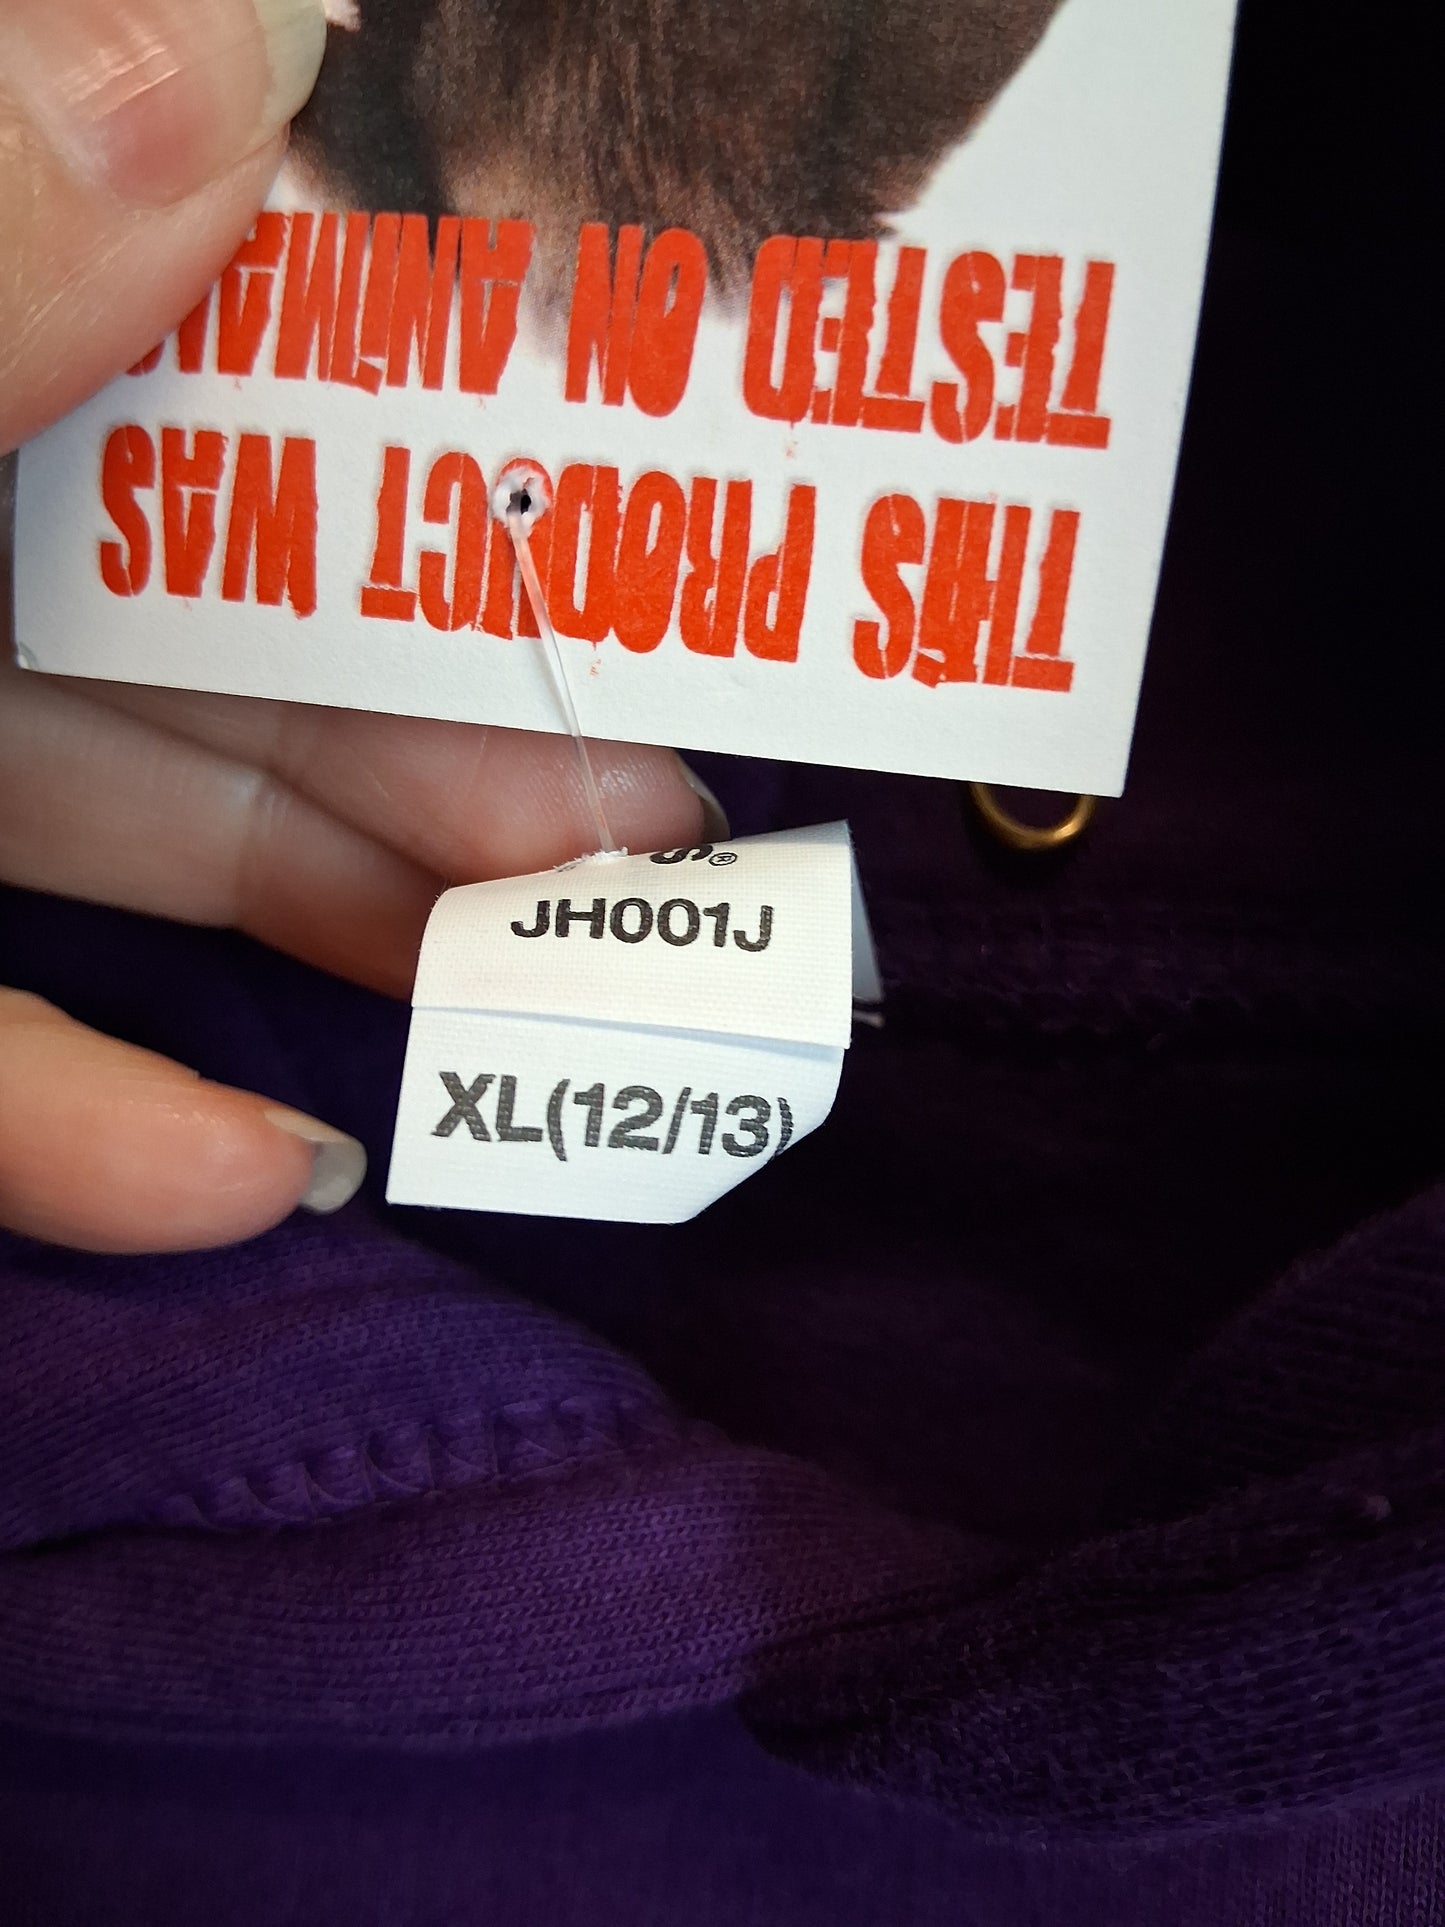 THIS PRODUCT WAS
TESTED ON ANIMALS
S®
JH001J
XL(12/13)